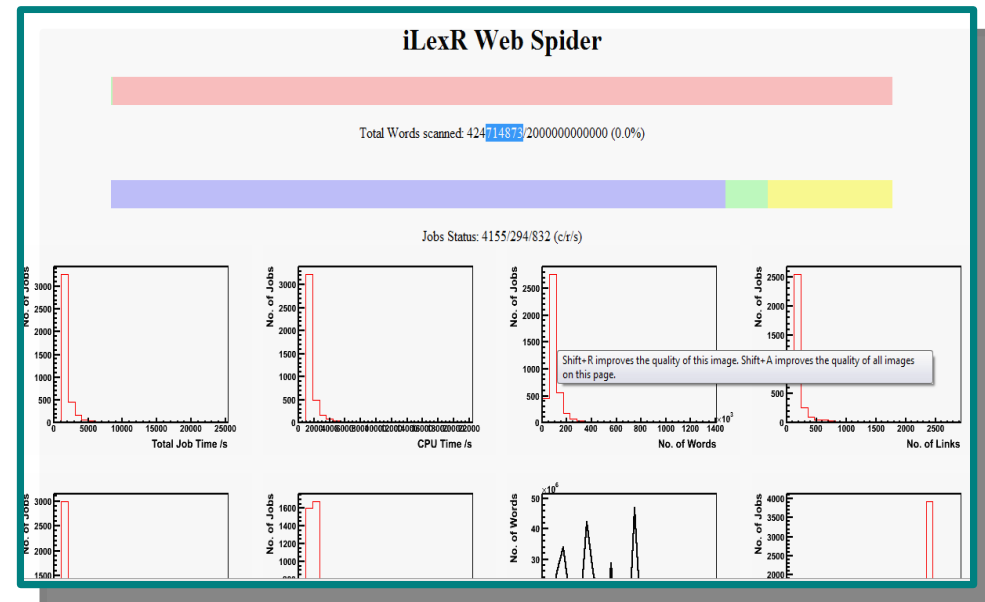 iLexR Web Spider
Total Words scanned: 424714873/2000000000000 (0.0%)
Jobs Status: 4155/294/832 (c/r/s)
No. of Jobs
3000
2500
2000
1500
1000
500
0 5000 10000 15000 20000 25000
Total Job Time /s
No. of Jobs
3000
2500
2000
1500
1000
500
CPU Time /s
No. of Jobs
2500
2000
1500
1000
500
0 200 400 600 800 1000 1200 1400
×10³
No. of Words
No. of Jobs
2500
2000
500
0 500 1000 1500 2000 2500
No. of Links
Shift+R improves the quality of this image. Shift+A improves the quality of all images
on this page.
No. of Jobs
3000
2500
2000
1500
No. of Jobs
1600
1400
1200
1000
No. of Words
×10⁶
50
40
30
No. of Jobs
4000
3500
3000
2500
2000